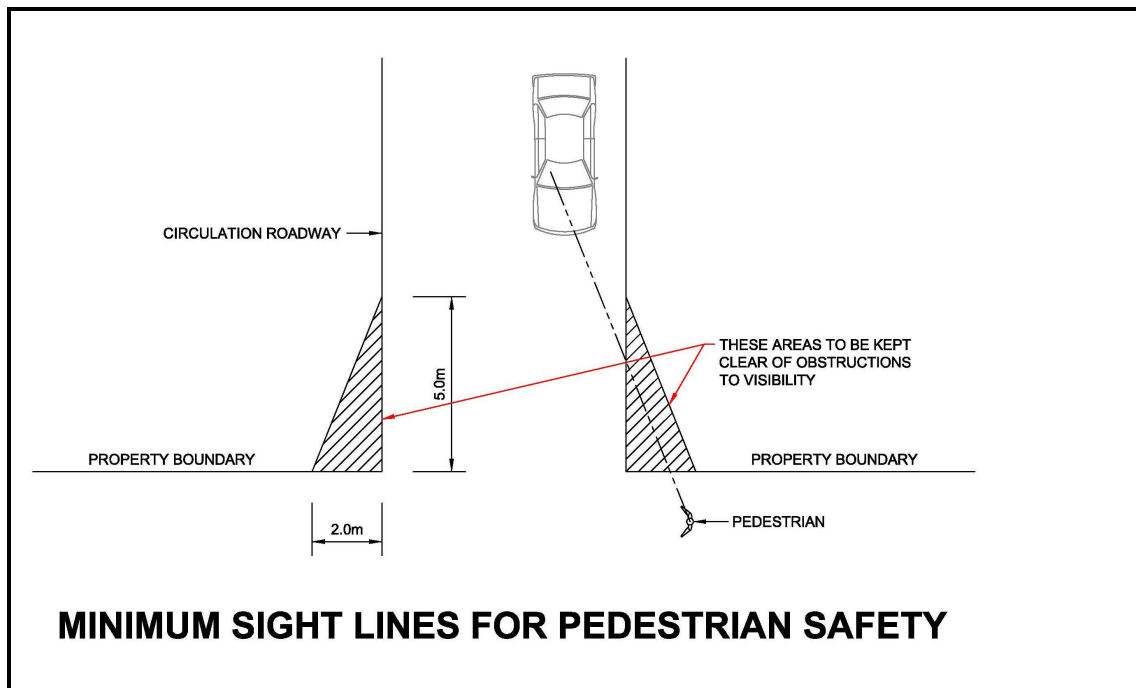 CIRCULATION ROADWAY
5.0m
THESE AREAS TO BE KEPT
CLEAR OF OBSTRUCTIONS
TO VISIBILITY
PROPERTY BOUNDARY
PROPERTY BOUNDARY
2.0m
PEDESTRIAN
MINIMUM SIGHT LINES FOR PEDESTRIAN SAFETY